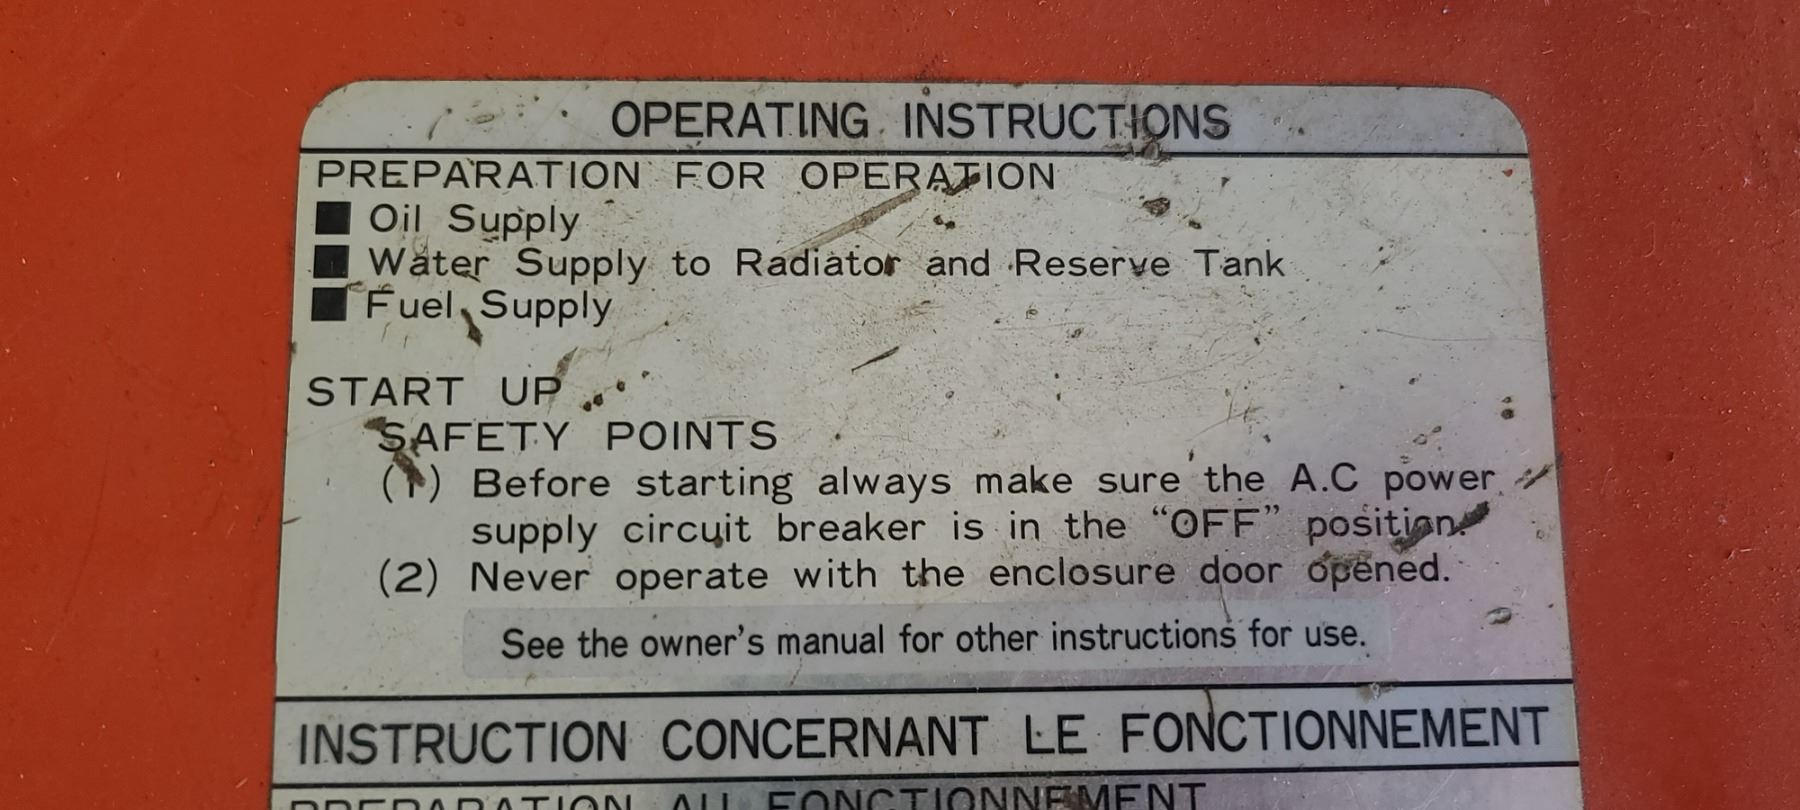 OPERATING INSTRUCTIONS
PREPARATION FOR OPERATION
■ Oil Supply
■ Water Supply to Radiator and Reserve Tank
■ Fuel Supply
START UP
SAFETY POINTS
(1) Before starting always make sure the A.C power
supply circuit breaker is in the “OFF” position.
(2) Never operate with the enclosure door opened.
See the owner's manual for other instructions for use.
INSTRUCTION CONCERNANT LE FONCTIONNEMENT
PREPARATION AU FONCTIONNEMENT